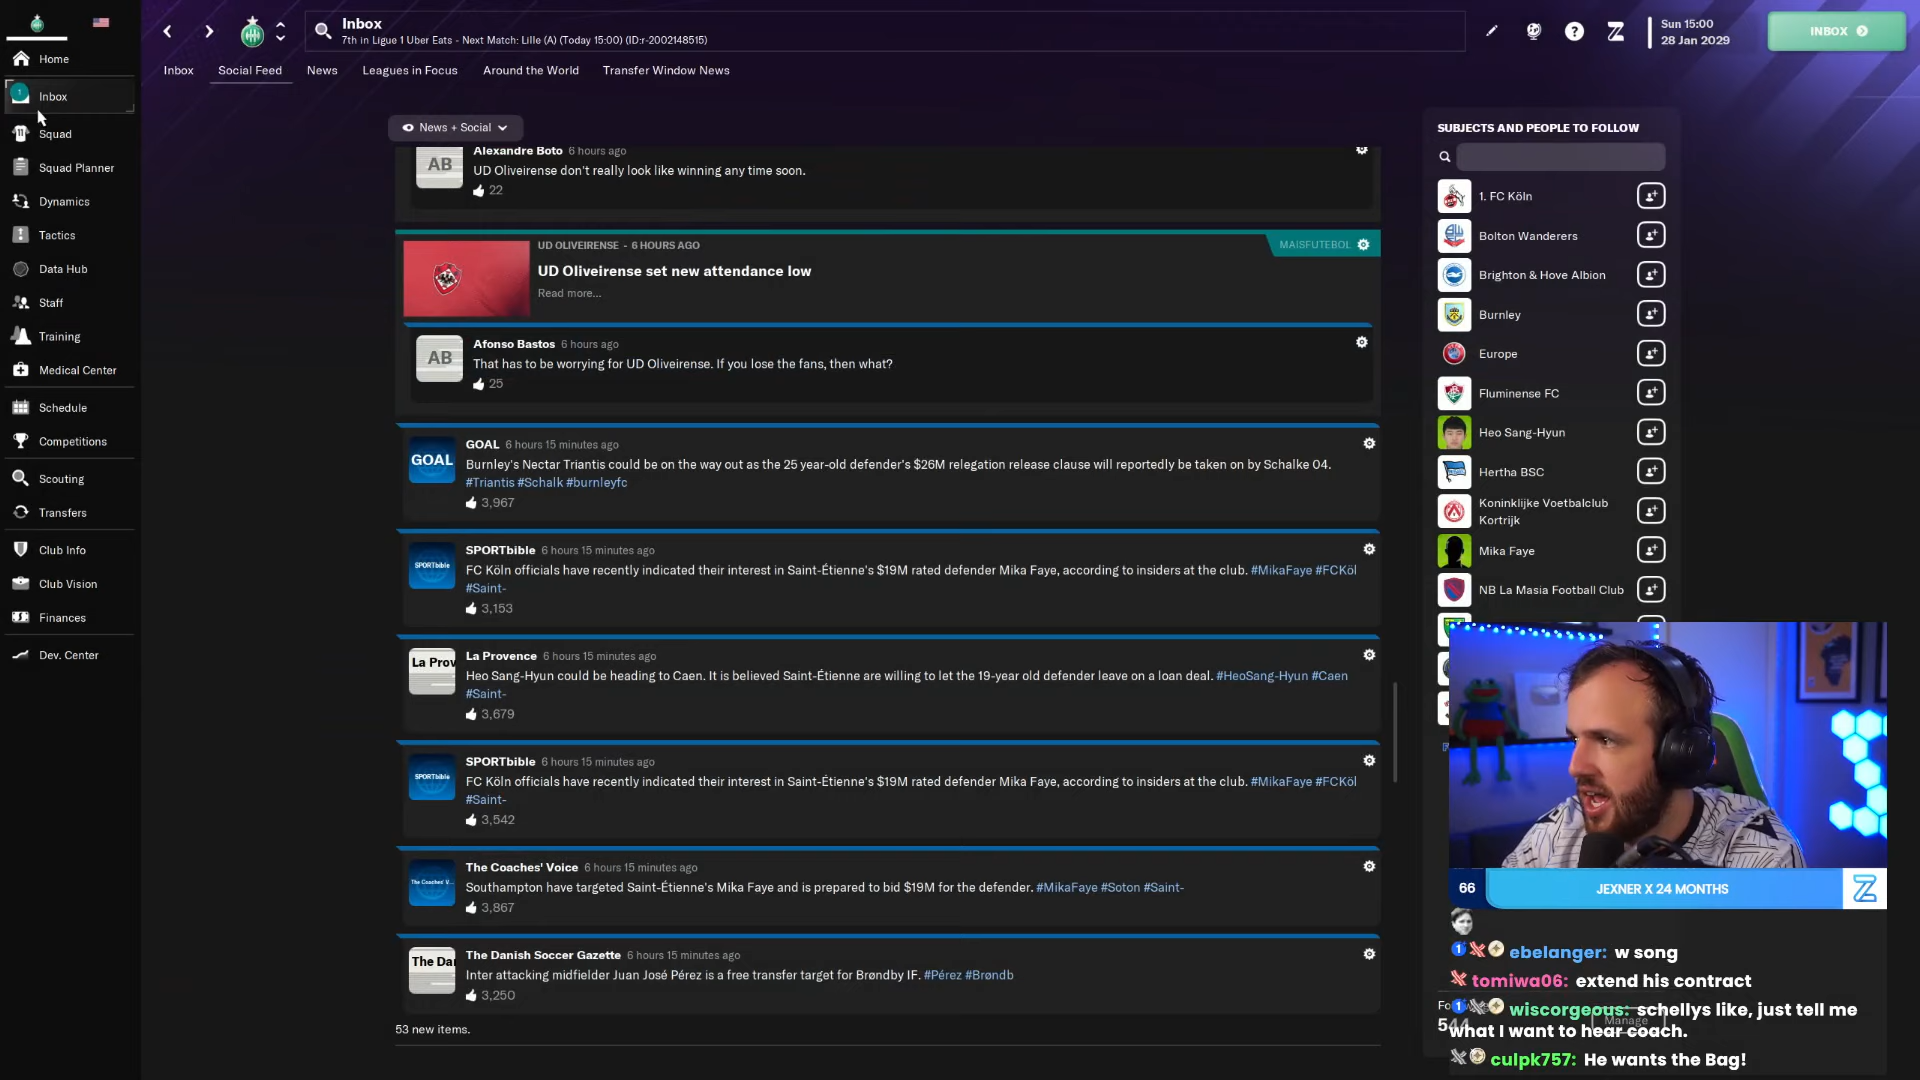 Inbox
7th in Ligue 1 Uber Eats - Next Match: Lille (A) (Today 15:00) (ID:r-2002148515)
Sun 15:00
28 Jan 2029
INBOX
Inbox
Social Feed
News
Leagues in Focus
Around the World
Transfer Window News
Home
1
Inbox
Squad
Squad Planner
Dynamics
Tactics
Data Hub
Staff
Training
Medical Center
Schedule
Competitions
Scouting
Transfers
Club Info
Club Vision
Finances
Dev. Center
News + Social
AB
Alexandre Boto 6 hours ago
UD Oliveirense don't really look like winning any time soon.
22
UD OLIVEIRENSE - 6 HOURS AGO
MAISFUTEBOL
UD Oliveirense set new attendance low
Read more...
AB
Afonso Bastos 6 hours ago
That has to be worrying for UD Oliveirense. If you lose the fans, then what?
25
GOAL
GOAL 6 hours 15 minutes ago
Burnley's Nectar Triantis could be on the way out as the 25 year-old defender's $26M relegation release clause will reportedly be taken on by Schalke 04.
#Triantis #Schalk #burnleyfc
3,967
SPORTbible
SPORTbible 6 hours 15 minutes ago
FC Köln officials have recently indicated their interest in Saint-Étienne's $19M rated defender Mika Faye, according to insiders at the club. #MikaFaye #FCKöl
#Saint-
3,153
La Prov
La Provence 6 hours 15 minutes ago
Heo Sang-Hyun could be heading to Caen. It is believed Saint-Étienne are willing to let the 19-year old defender leave on a loan deal. #HeoSang-Hyun #Caen
#Saint-
3,679
SPORTbible
SPORTbible 6 hours 15 minutes ago
FC Köln officials have recently indicated their interest in Saint-Étienne's $19M rated defender Mika Faye, according to insiders at the club. #MikaFaye #FCKöl
#Saint-
3,542
The Coaches' V...
The Coaches' Voice 6 hours 15 minutes ago
Southampton have targeted Saint-Étienne's Mika Faye and is prepared to bid $19M for the defender. #MikaFaye #Soton #Saint-
3,867
The Da
The Danish Soccer Gazette 6 hours 15 minutes ago
Inter attacking midfielder Juan José Pérez is a free transfer target for Brøndby IF. #Pérez #Brøndb
3,250
53 new items.
SUBJECTS AND PEOPLE TO FOLLOW
1. FC Köln
Bolton Wanderers
Brighton & Hove Albion
Burnley
Europe
Fluminense FC
Heo Sang-Hyun
Hertha BSC
Koninklijke Voetbalclub
Kortrijk
Mika Faye
NB La Masia Football Club
66
JEXNER X 24 MONTHS
ebelanger: w song
tomiwa06: extend his contract
wiscorgeous: schellys like, just tell me
what I want to hear coach.
Manage
culpk757: He wants the Bag!